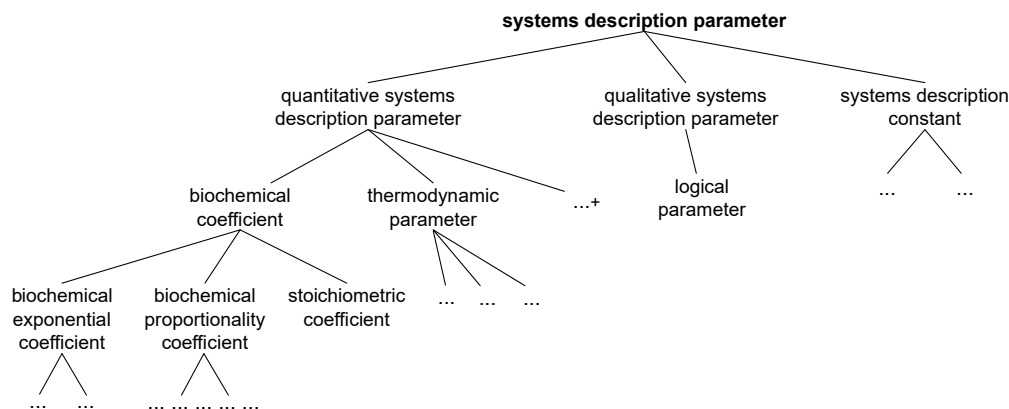 systems description parameter
quantitative systems
description parameter
qualitative systems
description parameter
systems description
constant
biochemical
coefficient
thermodynamic
parameter
...+
logical
parameter
... ...
biochemical
exponential
coefficient
biochemical
proportionality
coefficient
stoichiometric
coefficient
... ... ...
... ...
... ... ... ... ...